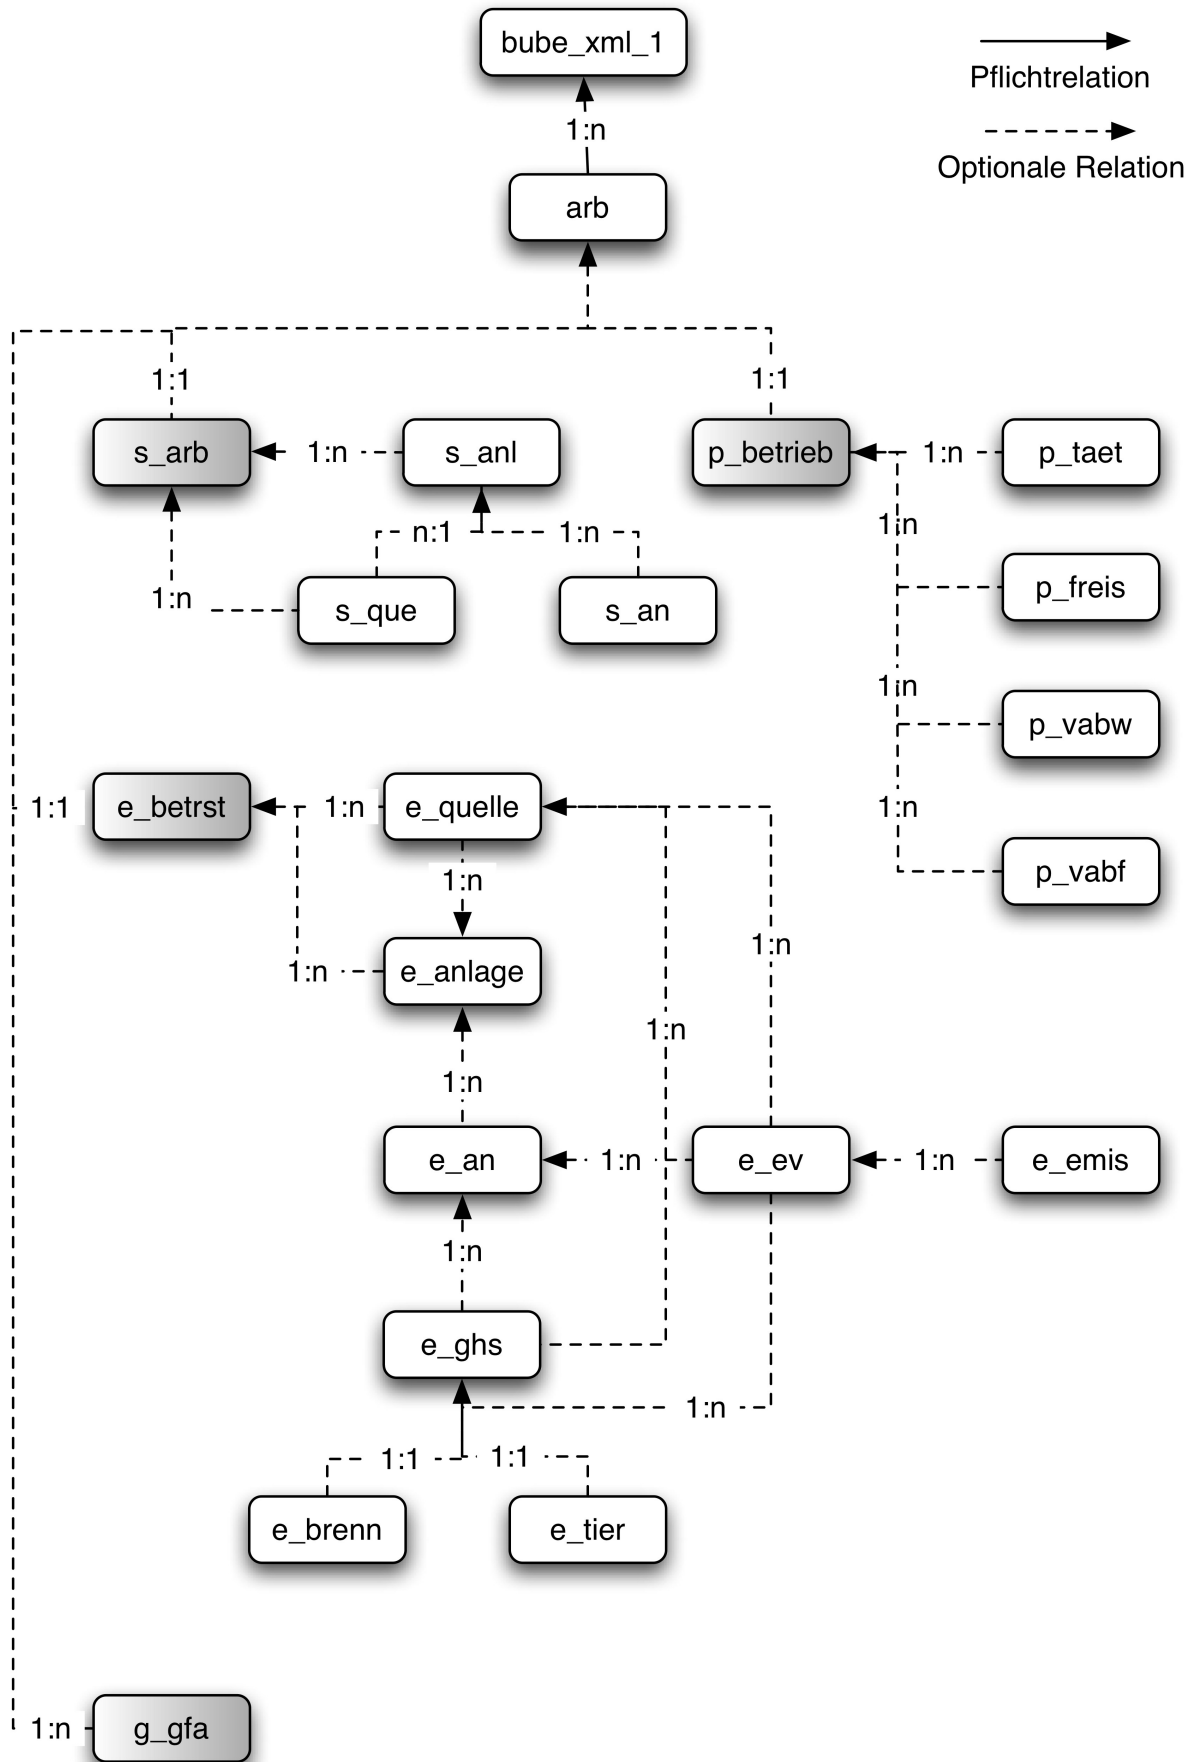 bube_xml_1
Pflichtrelation
1:n
Optionale Relation
arb
1:1
1:1
s_arb
1:n
s_anl
p_betrieb
1:n
p_taet
n:1
1:n
1:n
p_freis
1:n
s_que
s_an
1:n
p_vabw
1:1
e_betrst
1:n
e_quelle
1:n
p_vabf
1:n
1:n
1:n
e_anlage
1:n
1:n
e_an
1:n
e_ev
1:n
e_emis
1:n
e_ghs
1:n
1:1
1:1
e_brenn
e_tier
1:n
g_gfa